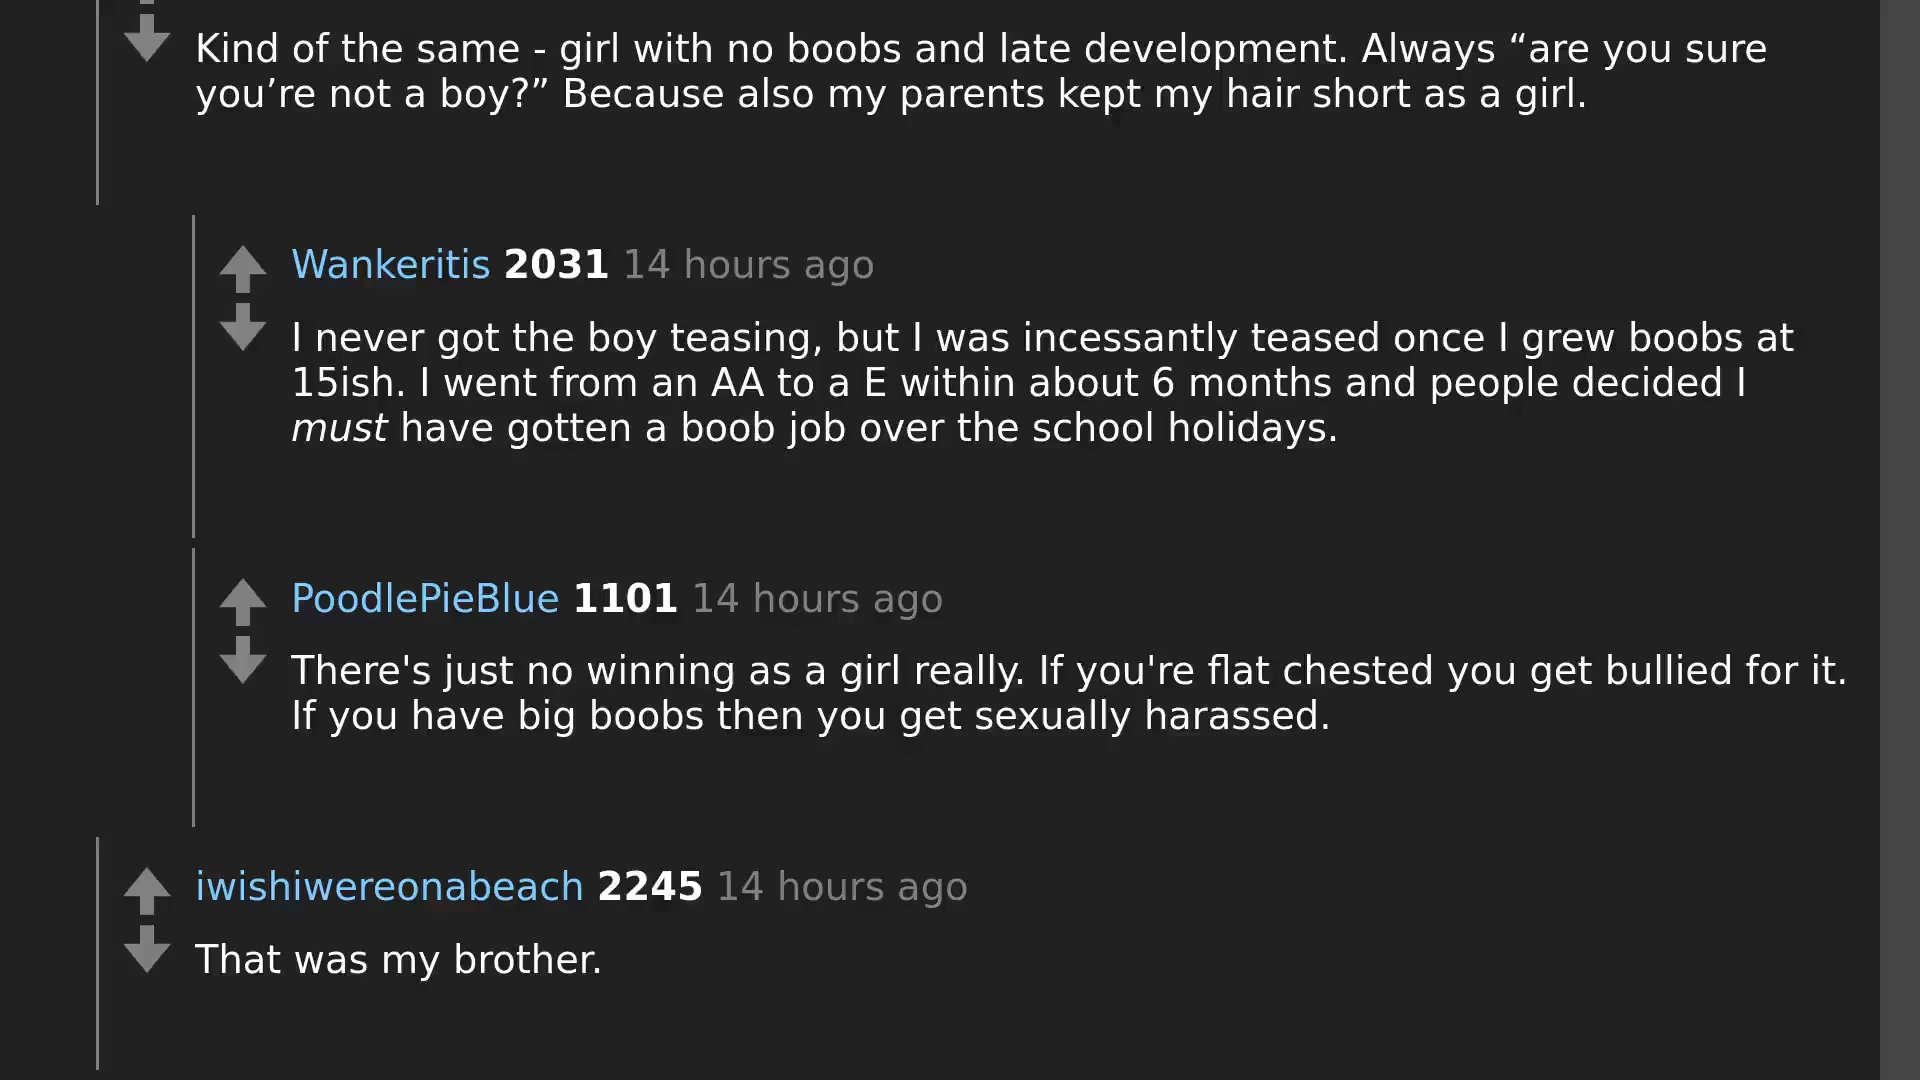 Kind of the same - girl with no boobs and late development. Always “are you sure
you’re not a boy?” Because also my parents kept my hair short as a girl.
Wankeritis 2031 14 hours ago
I never got the boy teasing, but I was incessantly teased once I grew boobs at
15ish. I went from an AA to a E within about 6 months and people decided I
must have gotten a boob job over the school holidays.
PoodlePieBlue 1101 14 hours ago
There's just no winning as a girl really. If you're flat chested you get bullied for it.
If you have big boobs then you get sexually harassed.
iwishiwereonabeach 2245 14 hours ago
That was my brother.